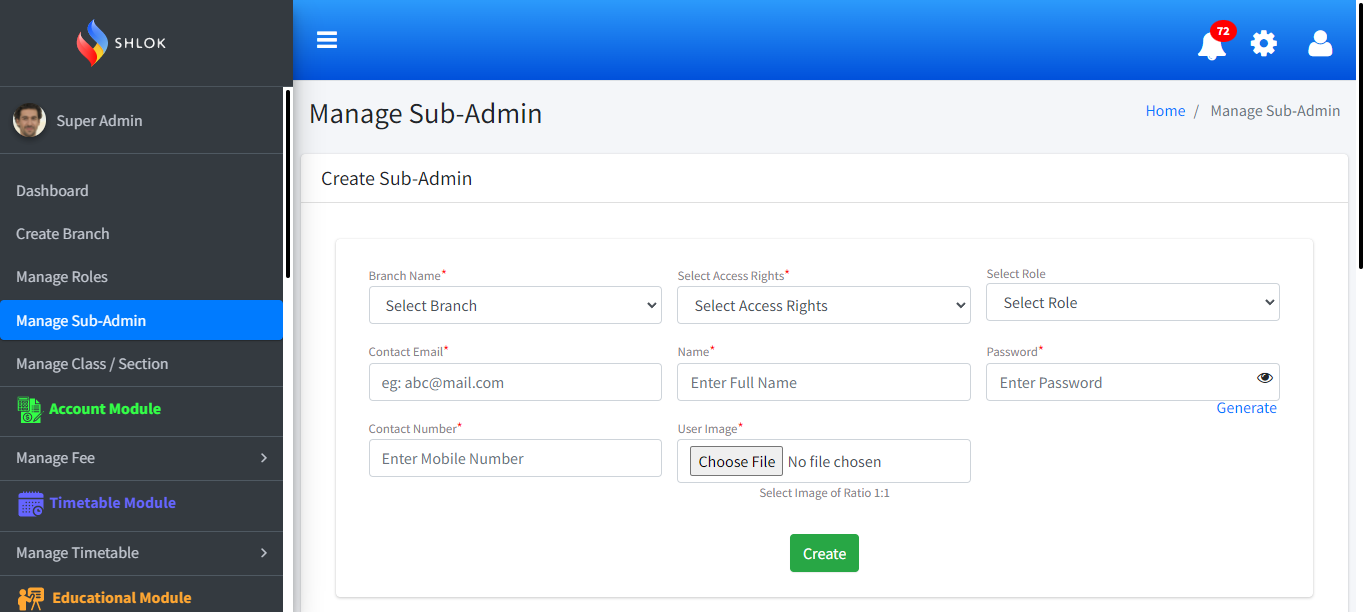 SHLOK
72
Super Admin
Manage Sub-Admin
Home / Manage Sub-Admin
Dashboard
Create Branch
Manage Roles
Manage Sub-Admin
Manage Class / Section
Account Module
Manage Fee
Timetable Module
Manage Timetable
Educational Module
Create Sub-Admin
Branch Name*
Select Branch
Select Access Rights*
Select Access Rights
Select Role
Select Role
Contact Email*
eg: abc@mail.com
Name*
Enter Full Name
Password*
Enter Password
Generate
Contact Number*
Enter Mobile Number
User Image*
Choose File No file chosen
Select Image of Ratio 1:1
Create